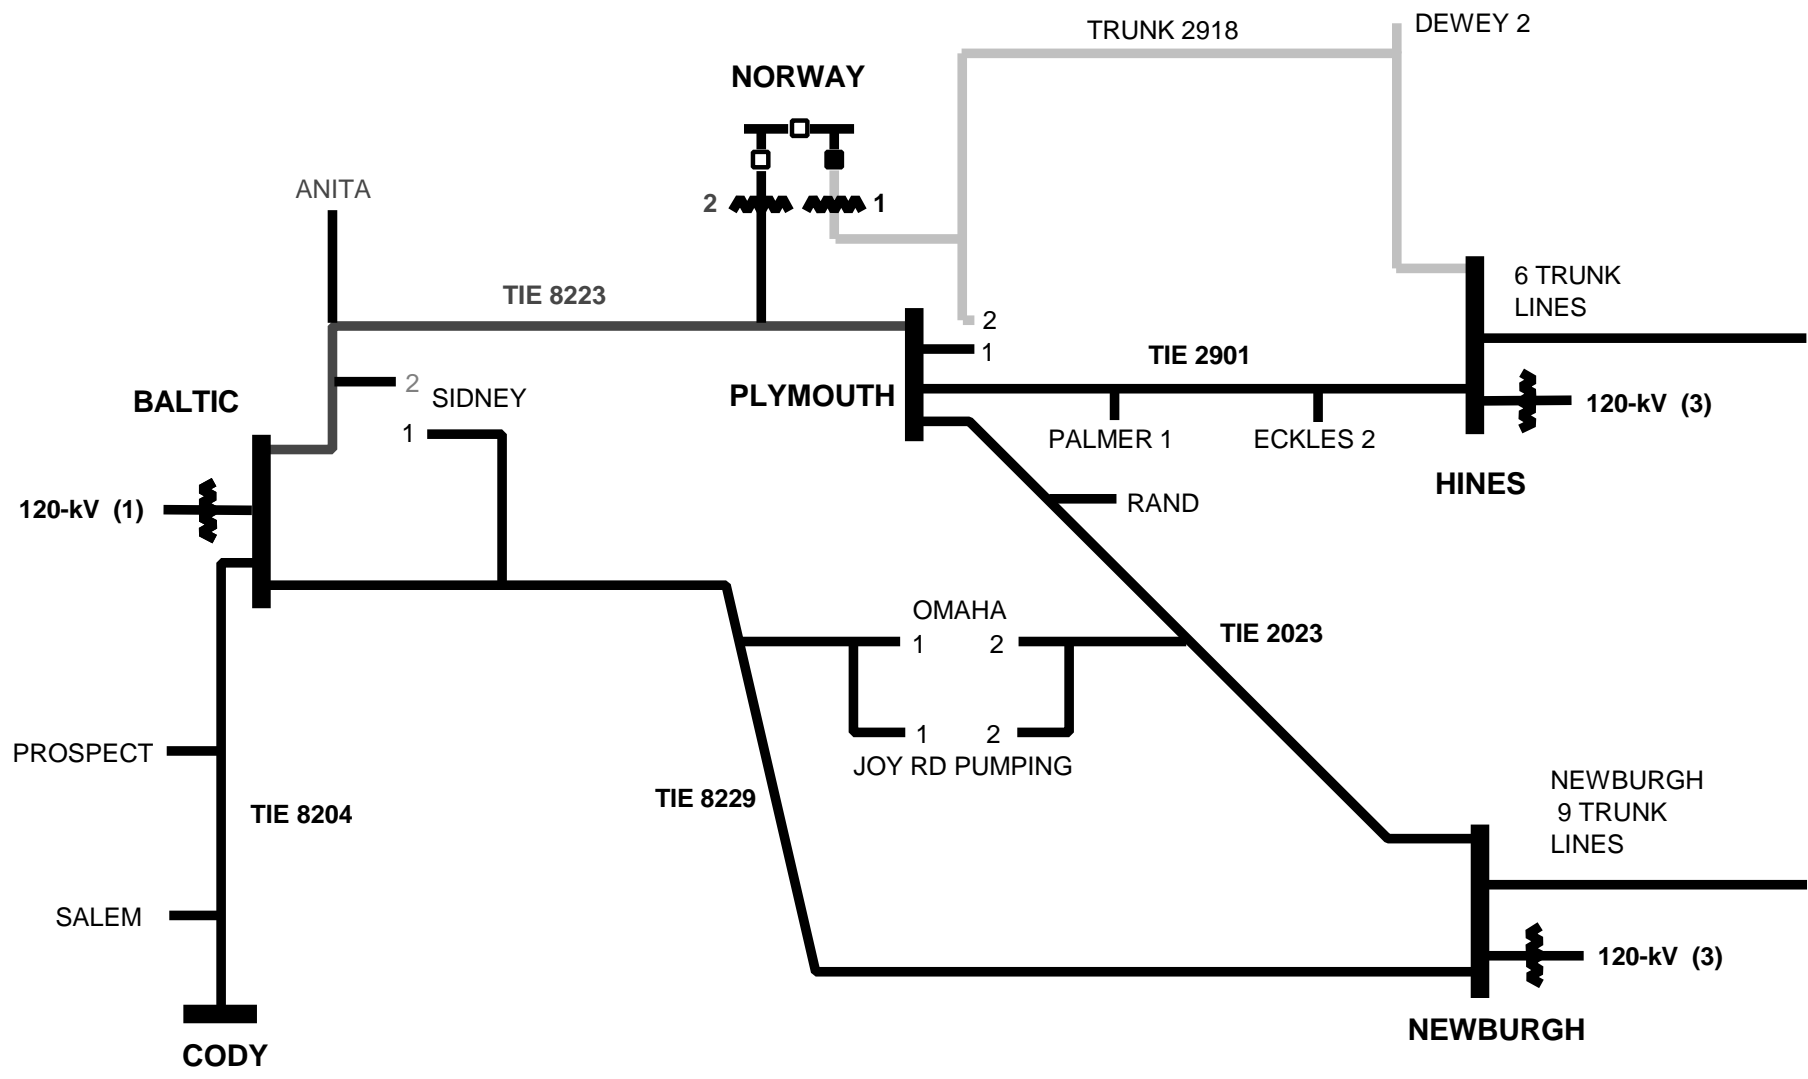 TRUNK 2918
DEWEY 2
NORWAY
ANITA
2
1
TIE 8223
6 TRUNK
LINES
2
1
TIE 2901
BALTIC
2
SIDNEY
1
PLYMOUTH
120-kV (3)
PALMER 1
ECKLES 2
HINES
120-kV (1)
RAND
OMAHA
1
2
TIE 2023
1
2
JOY RD PUMPING
PROSPECT
TIE 8204
TIE 8229
NEWBURGH
9 TRUNK
LINES
SALEM
120-kV (3)
NEWBURGH
CODY